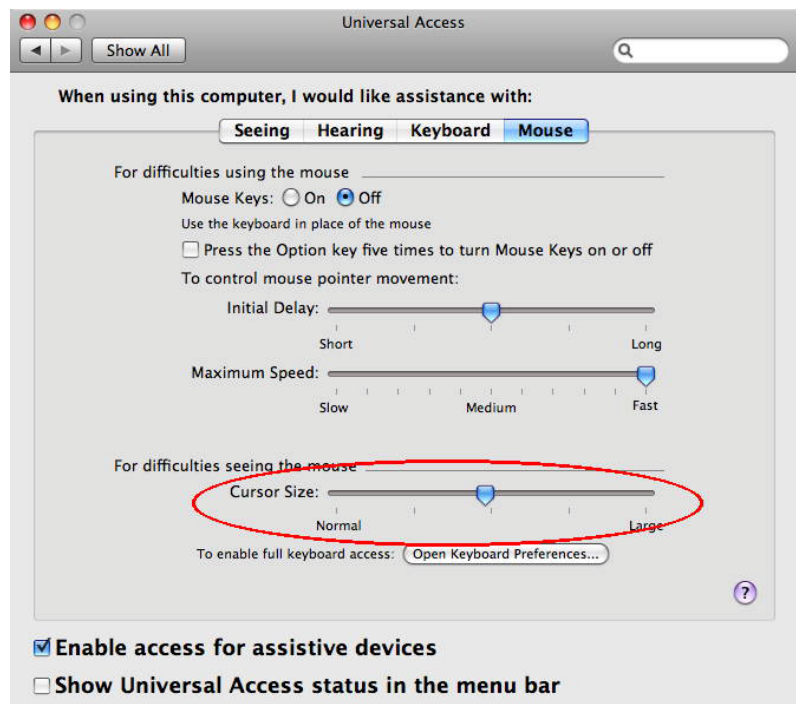 Universal Access
Show All
When using this computer, I would like assistance with:
Seeing Hearing Keyboard Mouse
For difficulties using the mouse
Mouse Keys: On Off
Use the keyboard in place of the mouse
Press the Option key five times to turn Mouse Keys on or off
To control mouse pointer movement:
Initial Delay:
Short Long
Maximum Speed:
Slow Medium Fast
For difficulties seeing the mouse
Cursor Size:
Normal Large
To enable full keyboard access: Open Keyboard Preferences...
?
Enable access for assistive devices
Show Universal Access status in the menu bar